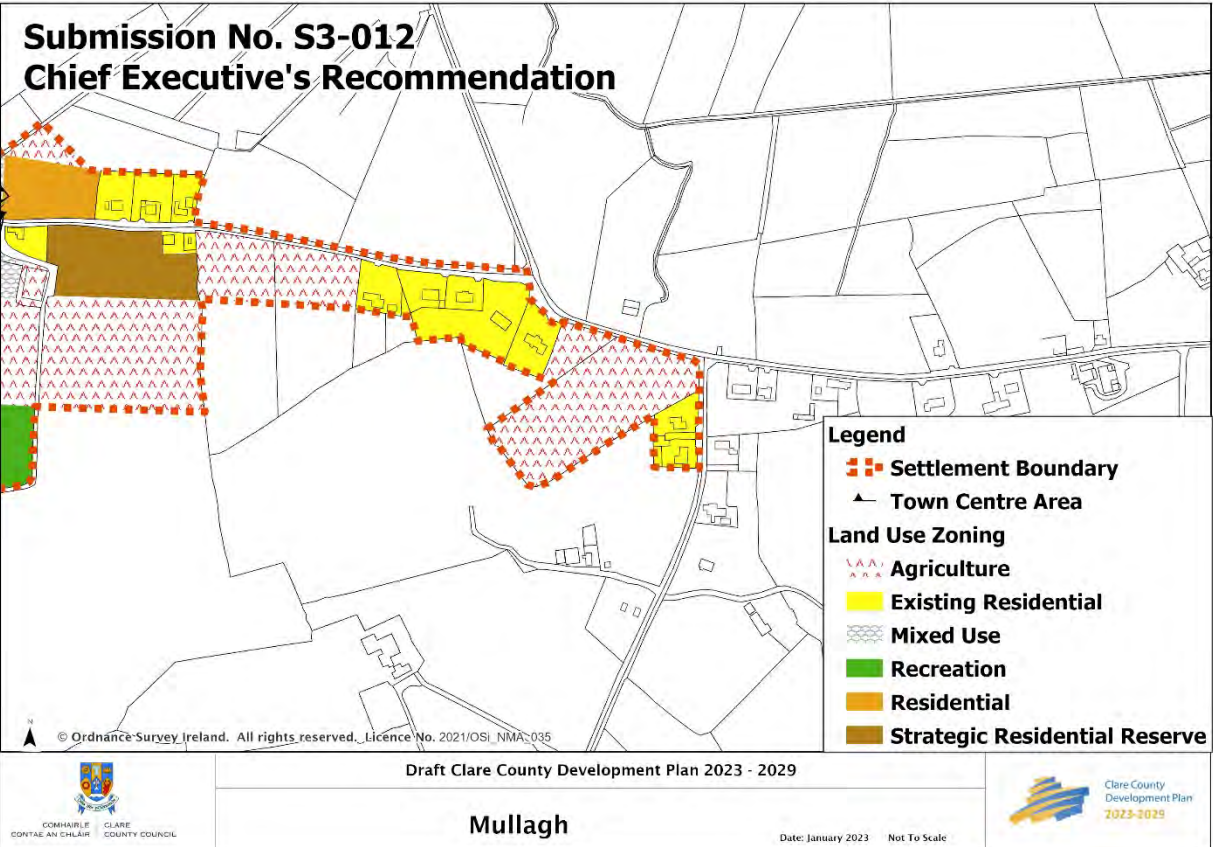 Submission No. S3-012
Chief Executive's Recommendation
Legend
Settlement Boundary
Town Centre Area
Land Use Zoning
Agriculture
Existing Residential
Mixed Use
Recreation
Residential
Strategic Residential Reserve
N
© Ordnance Survey Ireland. All rights reserved. Licence No. 2021/OSi_NMA_035
COMHAIRLE
CONTAE AN CHLÁIR
CLARE
COUNTY COUNCIL
Draft Clare County Development Plan 2023 - 2029
Mullagh
Date: January 2023 Not To Scale
Clare County
Development Plan
2023-2029